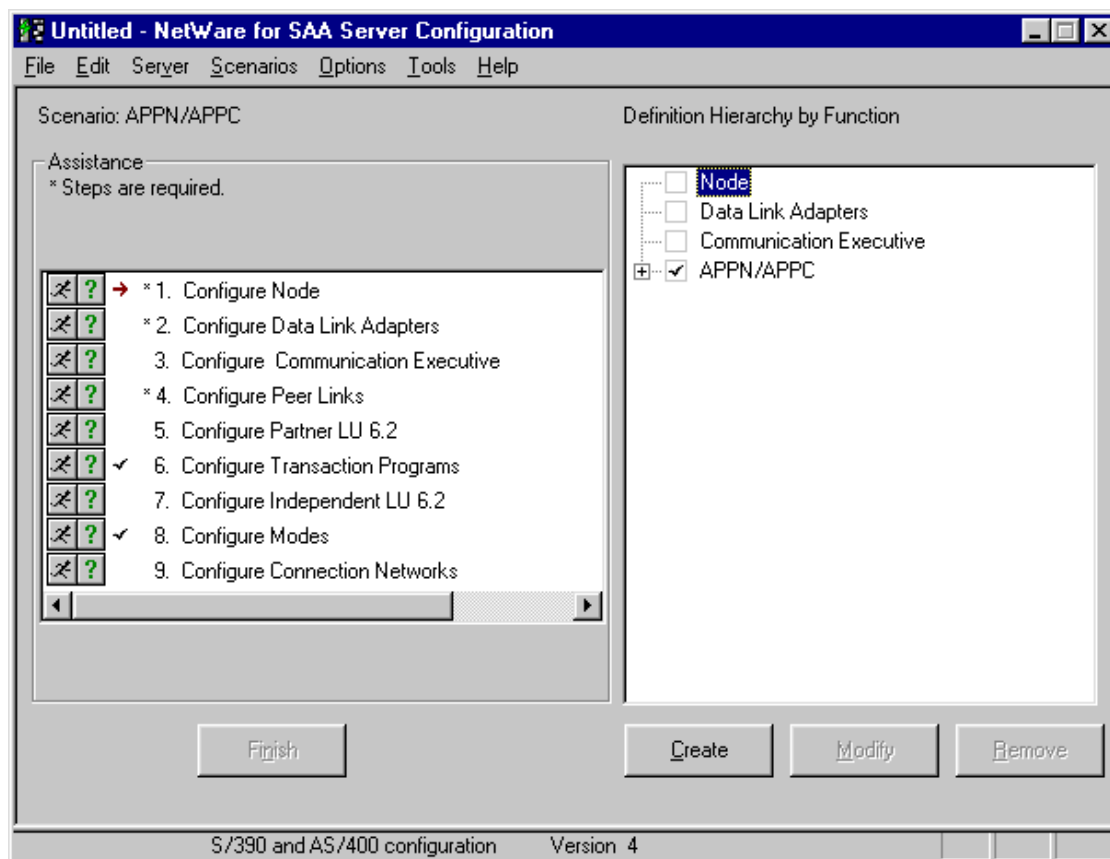 Untitled - NetWare for SAA Server Configuration
File Edit Server Scenarios Options Tools Help
Scenario: APPN/APPC
Definition Hierarchy by Function
Assistance
* Steps are required.
Node
Data Link Adapters
Communication Executive
APPN/APPC
? * 1. Configure Node
? * 2. Configure Data Link Adapters
? 3. Configure Communication Executive
? * 4. Configure Peer Links
? 5. Configure Partner LU 6.2
? 6. Configure Transaction Programs
? 7. Configure Independent LU 6.2
? 8. Configure Modes
? 9. Configure Connection Networks
Finish
Create
Modify
Remove
S/390 and AS/400 configuration Version 4